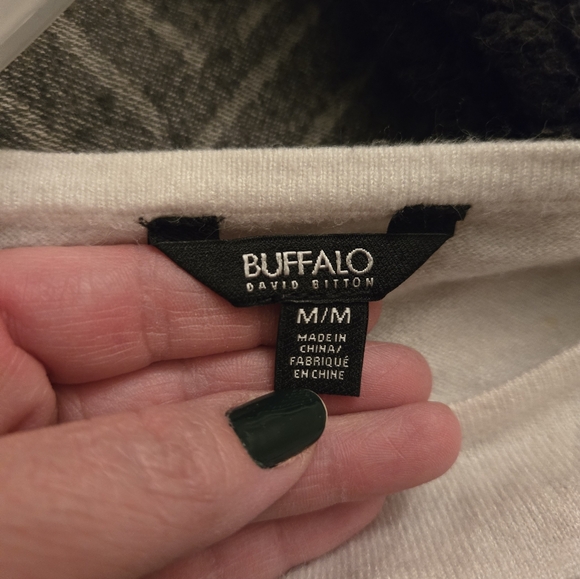 BUFFALO
DAVID BITTON
M/M
MADE IN
CHINA/
FABRIQUÉ
EN CHINE